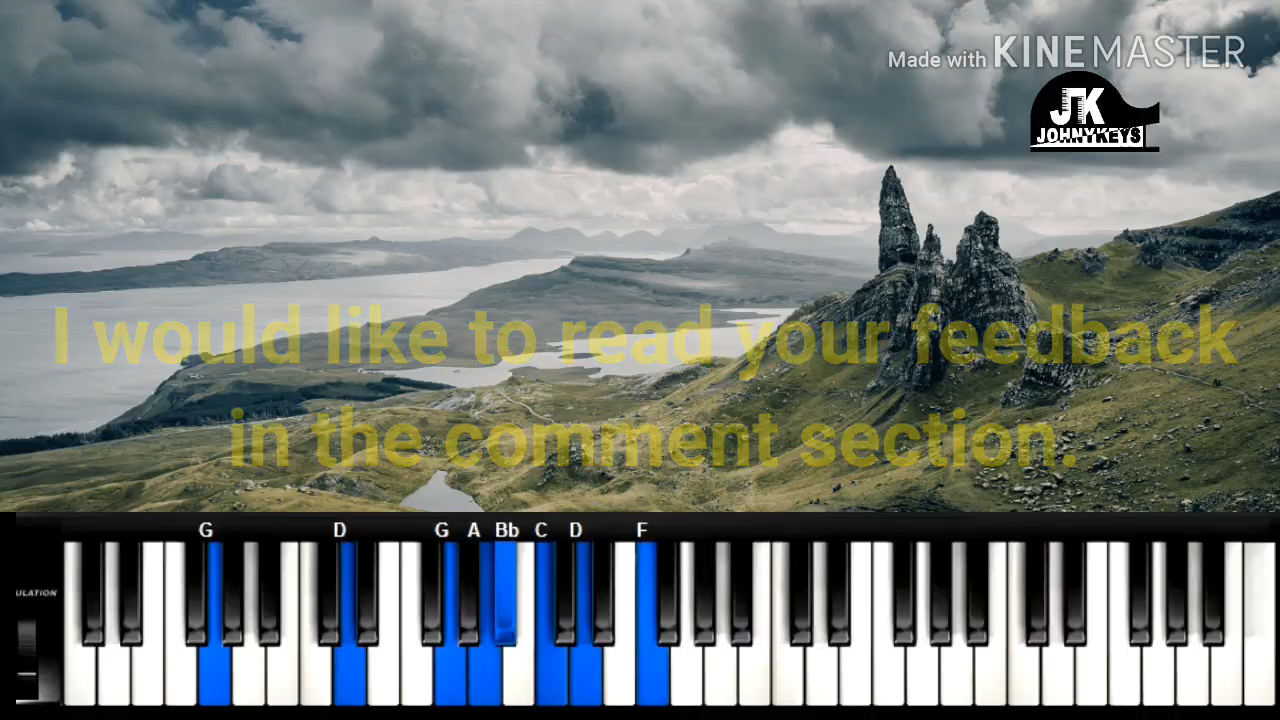 Made with KINEMASTER
JK
JOHNYKEYS
I would like to read your feedback
in the comment section.
G D G A Bb C D F
ULATION